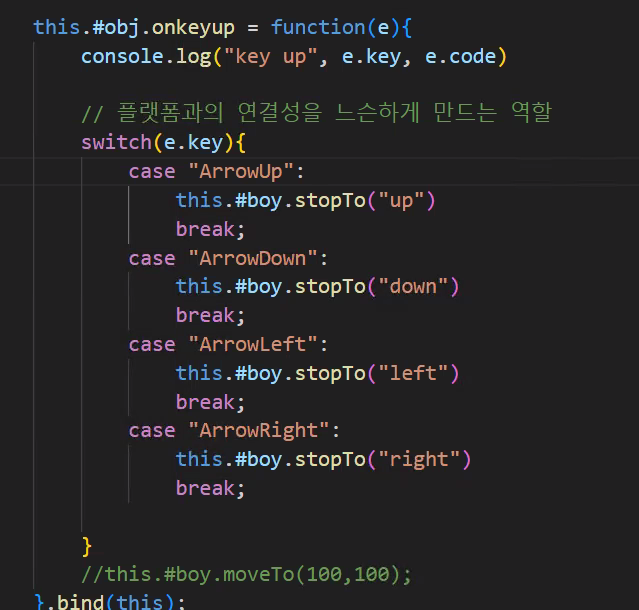 this.#obj.onkeyup = function(e){
console.log("key up", e.key, e.code)
// 플랫폼과의 연결성을 느슨하게 만드는 역할
switch(e.key){
case "ArrowUp":
this.#boy.stopTo("up")
break;
case "ArrowDown":
this.#boy.stopTo("down")
break;
case "ArrowLeft":
this.#boy.stopTo("left")
break;
case "ArrowRight":
this.#boy.stopTo("right")
break;
}
//this.#boy.moveTo(100,100);
}.bind(this);